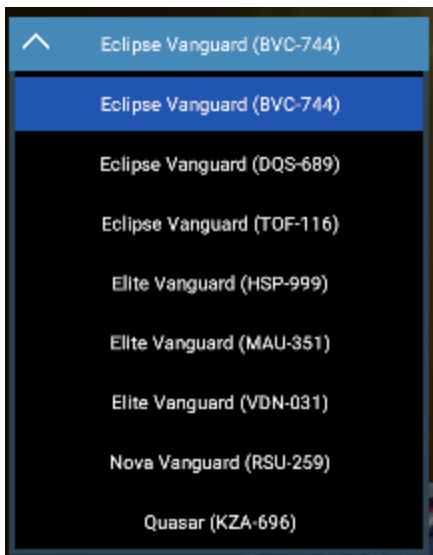 Eclipse Vanguard (BVC-744)
Eclipse Vanguard (BVC-744)
Eclipse Vanguard (DQS-689)
Eclipse Vanguard (TOF-116)
Elite Vanguard (HSP-999)
Elite Vanguard (MAU-351)
Elite Vanguard (VDN-031)
Nova Vanguard (RSU-259)
Quasar (KZA-696)